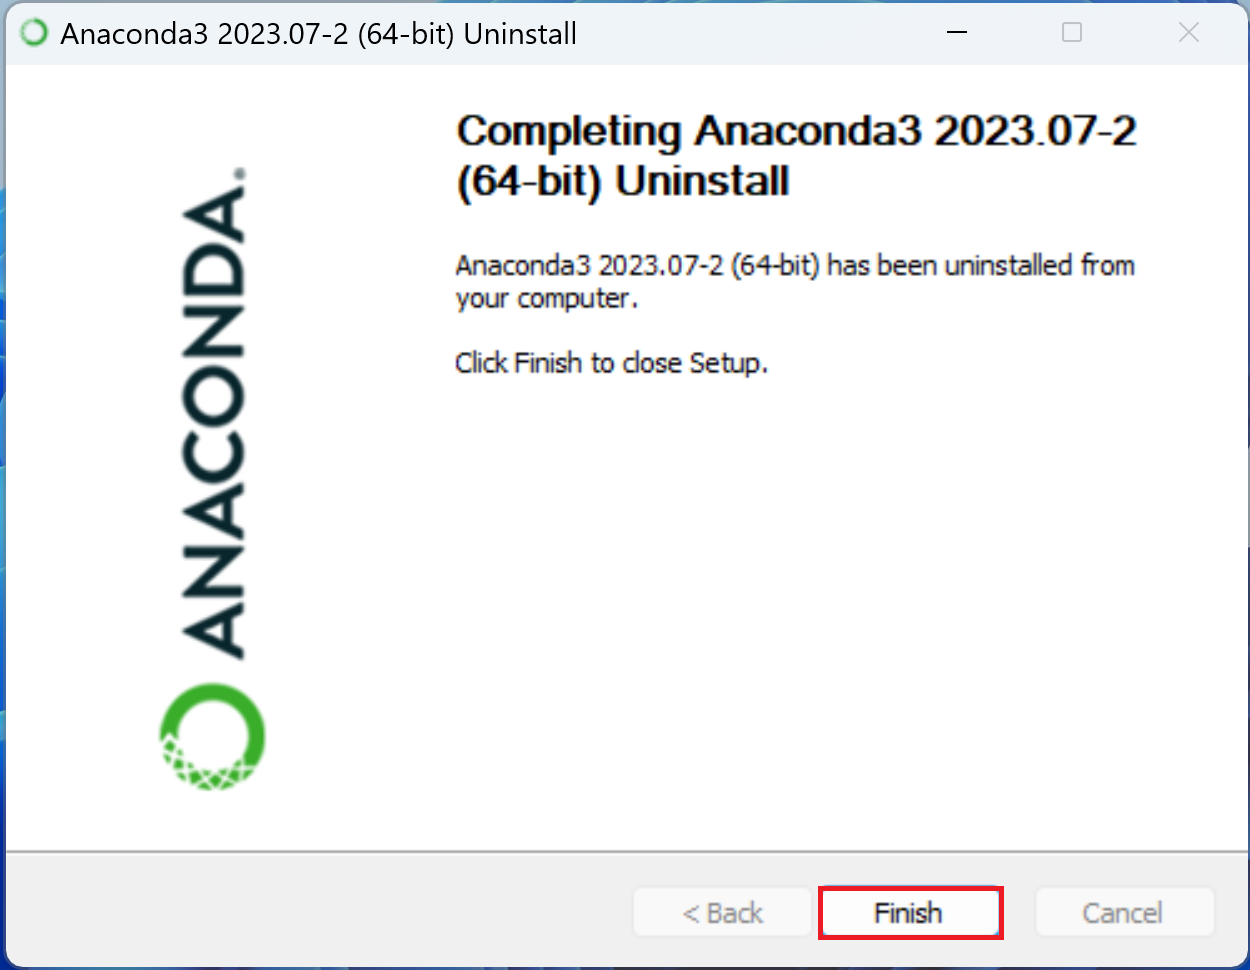 Anaconda3 2023.07-2 (64-bit) Uninstall
Completing Anaconda3 2023.07-2
(64-bit) Uninstall
ANACONDA.
Anaconda3 2023.07-2 (64-bit) has been uninstalled from
your computer.
Click Finish to close Setup.
< Back
Finish
Cancel